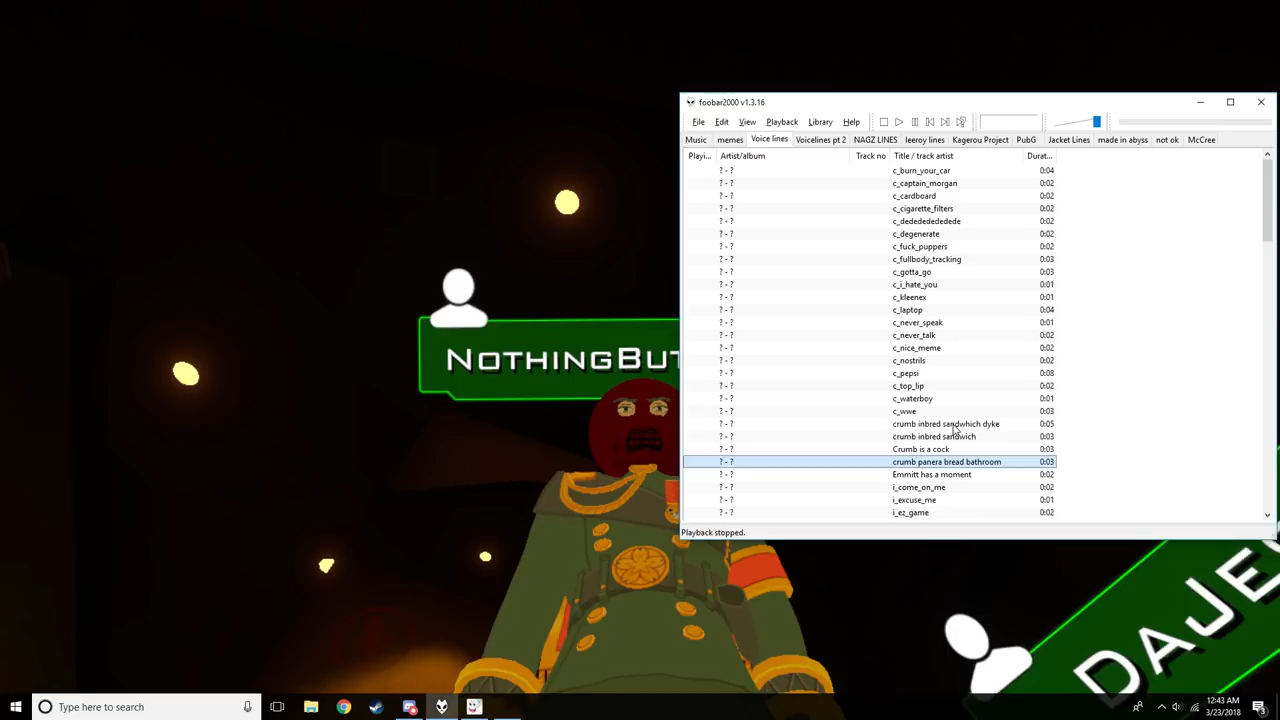 foobar2000 v1.3.16
File Edit View Playback Library Help
Music memes Voice lines Voicelines pt 2 NAGZ LINES leeroy lines Kagerou Project PubG Jacket Lines made in abyss not ok McCree
Playi... Artist/album Track no Title / track artist Durat...
? - ? c_burn_your_car 0:04
? - ? c_captain_morgan 0:02
? - ? c_cardboard 0:02
? - ? c_cigarette_filters 0:02
? - ? c_dededededede 0:02
? - ? c_degenerate 0:02
? - ? c_fuck_puppers 0:02
? - ? c_fullbody_tracking 0:03
? - ? c_gotta_go 0:03
? - ? c_i_hate_you 0:01
? - ? c_kleenex 0:01
? - ? c_laptop 0:04
? - ? c_never_speak 0:01
? - ? c_never_talk 0:02
? - ? c_nice_meme 0:02
? - ? c_nostrils 0:02
? - ? c_pepsi 0:08
? - ? c_top_lip 0:02
? - ? c_waterboy 0:01
? - ? c_wwe 0:03
? - ? crumb inbred sandwhich dyke 0:05
? - ? crumb inbred sandwich 0:03
? - ? Crumb is a cock 0:03
? - ? crumb panera bread bathroom 0:03
? - ? Emmitt has a moment 0:02
? - ? i_come_on_me 0:02
? - ? i_excuse_me 0:01
? - ? i_ez_game 0:02
Playback stopped.
NOTHINGBUT
DAJE
Type here to search
12:43 AM
3/23/2018
3